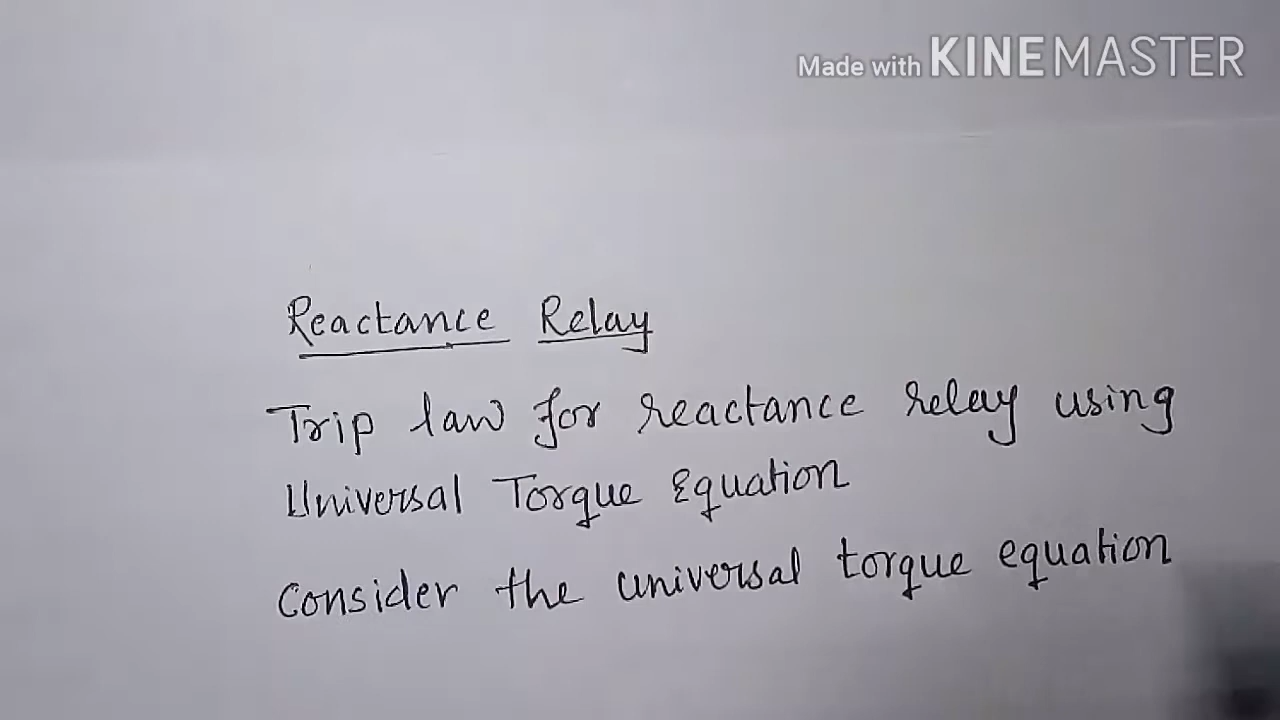 Made with KINEMASTER
Reactance Relay
Trip law for reactance relay using
Universal Torque Equation
Consider the universal torque equation